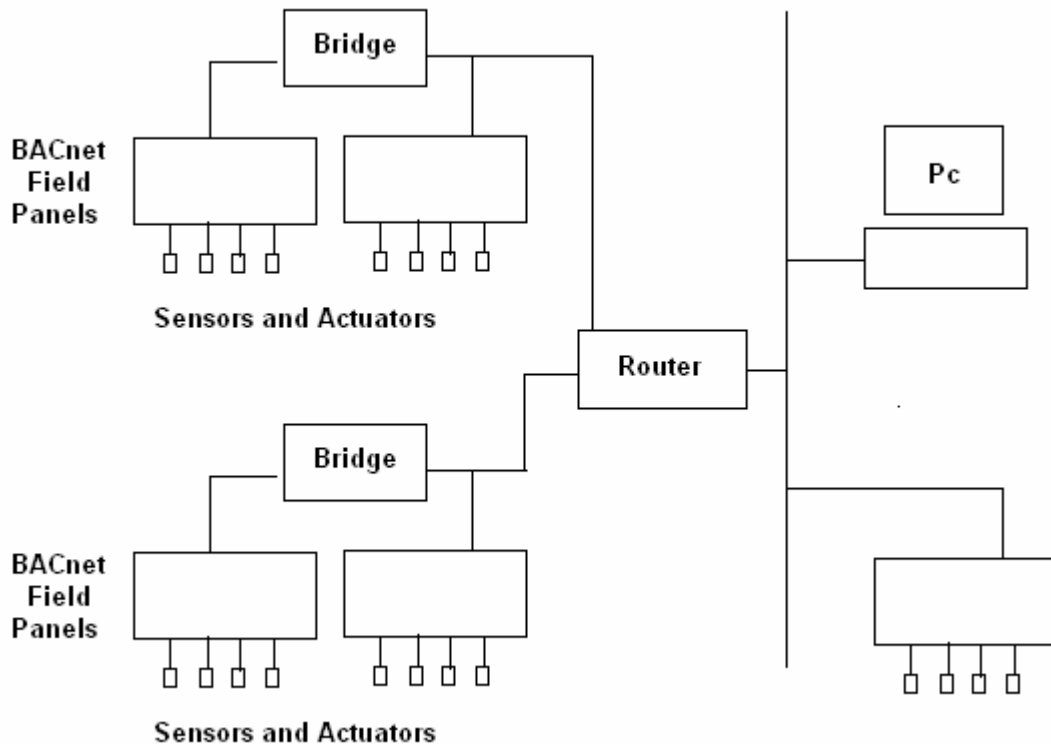 Bridge
BACnet
Field
Panels
Pc
Sensors and Actuators
Router
Bridge
BACnet
Field
Panels
Sensors and Actuators